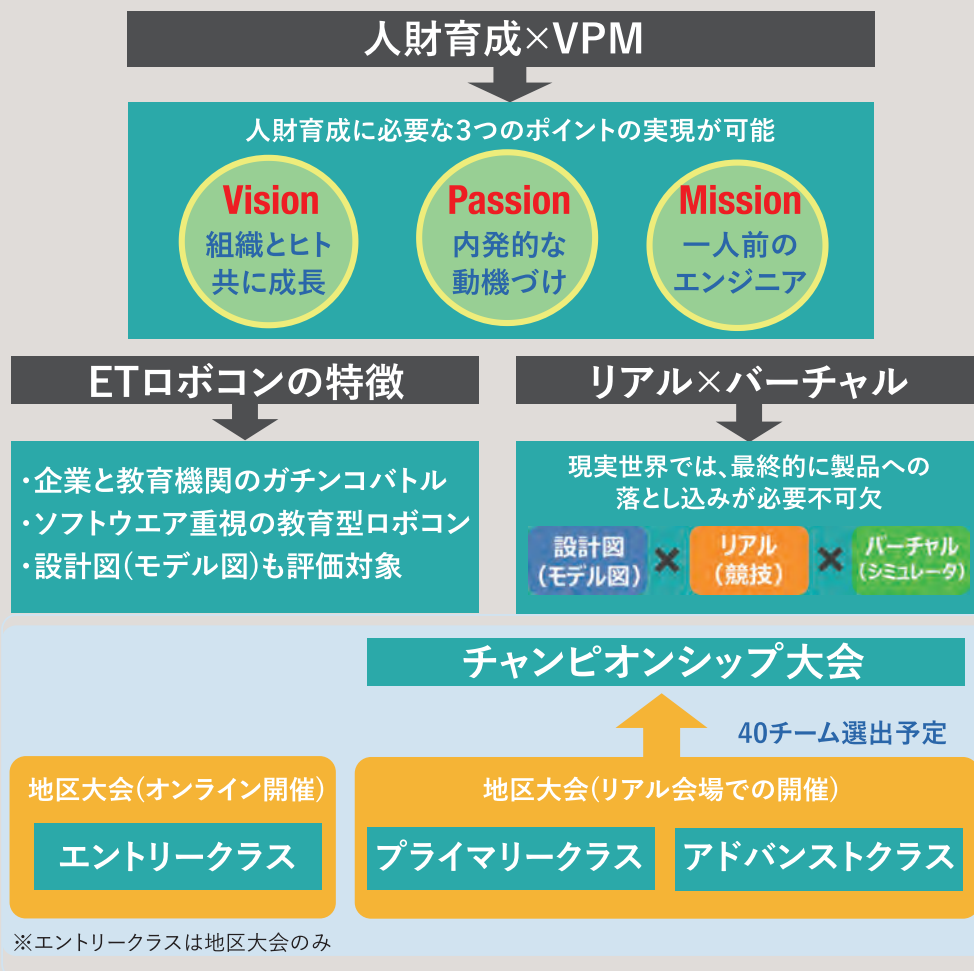 人財育成×VPM
人財育成に必要な3つのポイントの実現が可能
Vision
組織とヒト
共に成長
Passion
内発的な
動機づけ
Mission
一人前の
エンジニア
ETロボコンの特徴
・企業と教育機関のガチンコバトル
・ソフトウエア重視の教育型ロボコン
・設計図(モデル図)も評価対象
リアル×バーチャル
現実世界では、最終的に製品への
落とし込みが必要不可欠
設計図
(モデル図)
×
リアル
(競技)
×
バーチャル
(シミュレータ)
チャンピオンシップ大会
40チーム選出予定
地区大会(オンライン開催)
エントリークラス
地区大会(リアル会場での開催)
プライマリークラス
アドバンストクラス
※エントリークラスは地区大会のみ